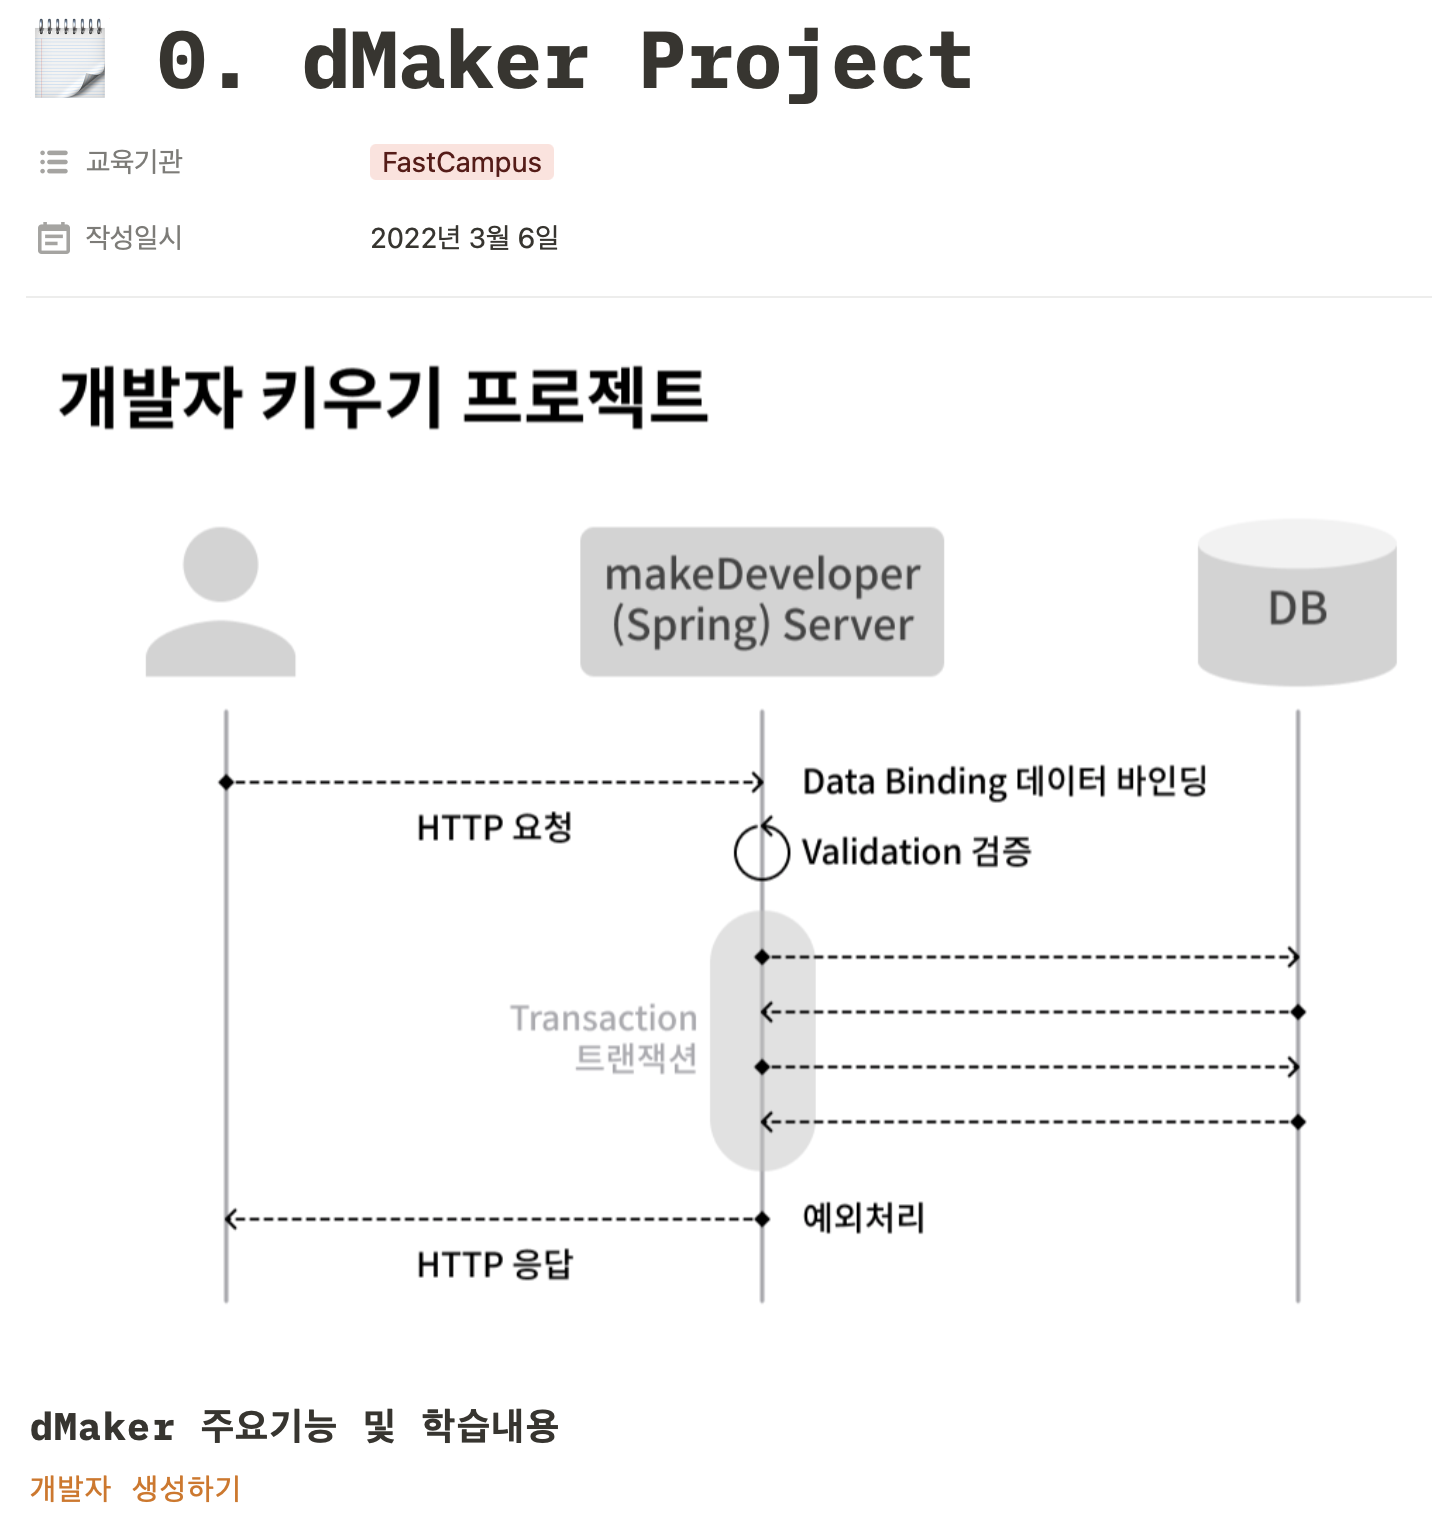 0. dMaker Project
교육기관 FastCampus
작성일시 2022년 3월 6일
개발자 키우기 프로젝트
makeDeveloper
(Spring) Server
DB
Data Binding 데이터 바인딩
HTTP 요청
Validation 검증
Transaction
트랜잭션
예외처리
HTTP 응답
dMaker 주요기능 및 학습내용
개발자 생성하기